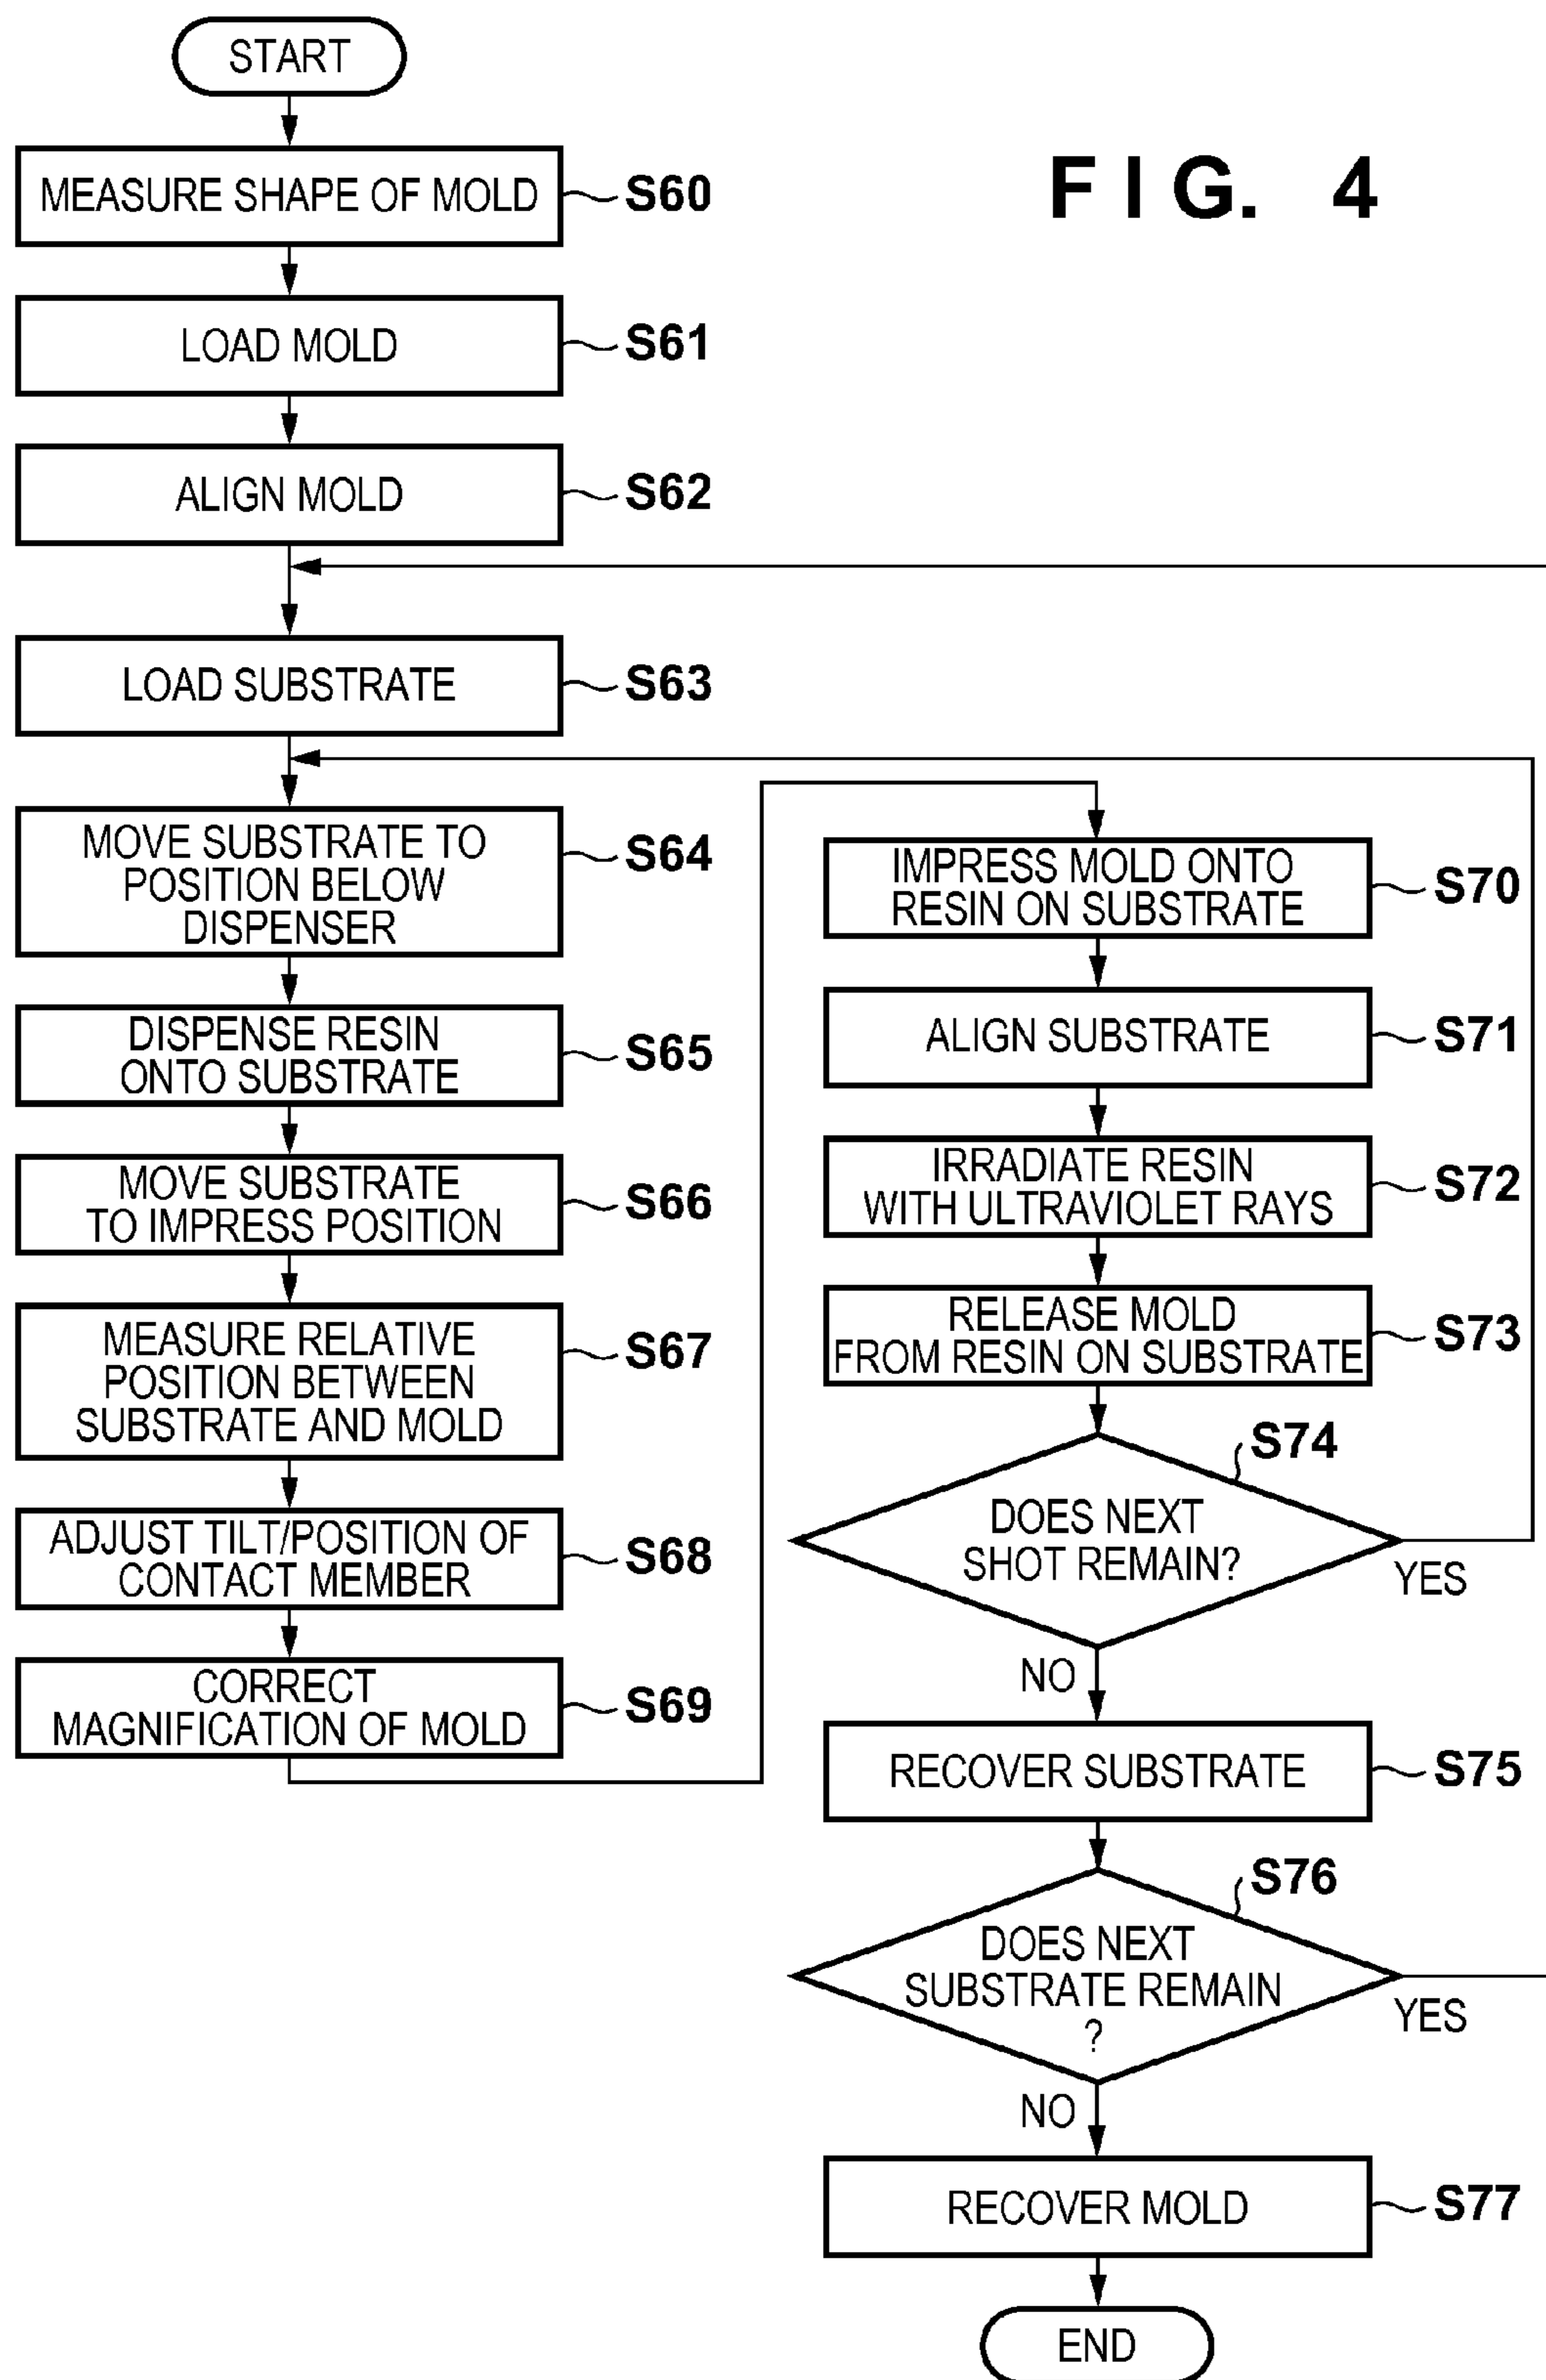 FIG. 4
START
MEASURE SHAPE OF MOLD
S60
LOAD MOLD
S61
ALIGN MOLD
S62
LOAD SUBSTRATE
S63
MOVE SUBSTRATE TO
POSITION BELOW
DISPENSER
S64
DISPENSE RESIN
ONTO SUBSTRATE
S65
MOVE SUBSTRATE
TO IMPRESS POSITION
S66
MEASURE RELATIVE
POSITION BETWEEN
SUBSTRATE AND MOLD
S67
ADJUST TILT/POSITION OF
CONTACT MEMBER
S68
CORRECT
MAGNIFICATION OF MOLD
S69
IMPRESS MOLD ONTO
RESIN ON SUBSTRATE
S70
ALIGN SUBSTRATE
S71
IRRADIATE RESIN
WITH ULTRAVIOLET RAYS
S72
RELEASE MOLD
FROM RESIN ON SUBSTRATE
S73
S74
DOES NEXT
SHOT REMAIN?
YES
NO
RECOVER SUBSTRATE
S75
S76
DOES NEXT
SUBSTRATE REMAIN
?
YES
NO
RECOVER MOLD
S77
END